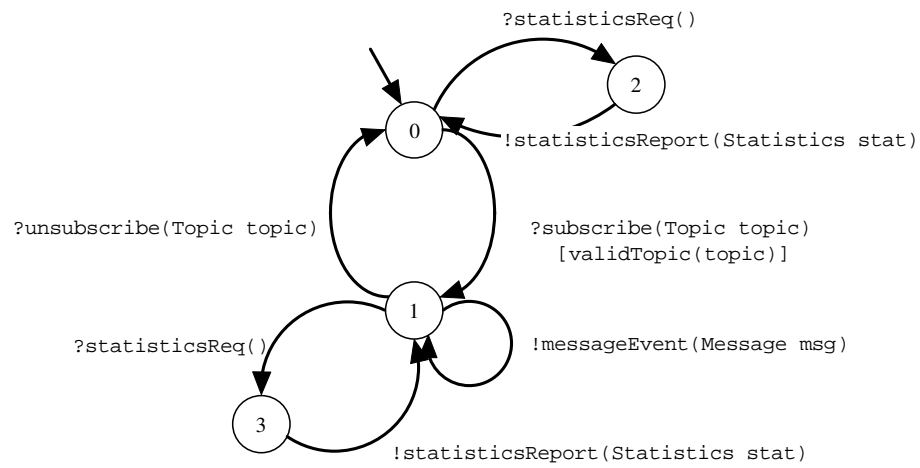 ?statisticsReq()
2
0
!statisticsReport(Statistics stat)
?unsubscribe(Topic topic)
?subscribe(Topic topic)
[validTopic(topic)]
1
?statisticsReq()
!messageEvent(Message msg)
3
!statisticsReport(Statistics stat)